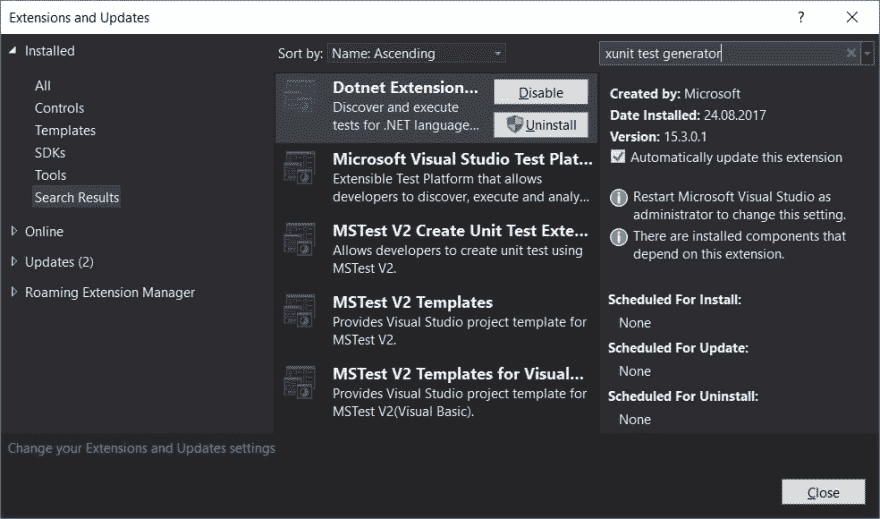 Extensions and Updates
?
Installed
All
Controls
Templates
SDKs
Tools
Search Results
Online
Updates (2)
Roaming Extension Manager
Sort by: Name: Ascending
Dotnet Extension...
Discover and execute
tests for .NET language...
Disable
Uninstall
Microsoft Visual Studio Test Plat...
Extensible Test Platform that allows
developers to discover, execute and analy...
MSTest V2 Create Unit Test Exte...
Allows developers to create unit test using
MSTest V2.
MSTest V2 Templates
Provides Visual Studio project template for
MSTest V2.
MSTest V2 Templates for Visual...
Provides Visual Studio project template for
MSTest V2(Visual Basic).
xunit test generator
Created by: Microsoft
Date Installed: 24.08.2017
Version: 15.3.0.1
Automatically update this extension
Restart Microsoft Visual Studio as
administrator to change this setting.
There are installed components that
depend on this extension.
Scheduled For Install:
None
Scheduled For Update:
None
Scheduled For Uninstall:
None
Change your Extensions and Updates settings
Close